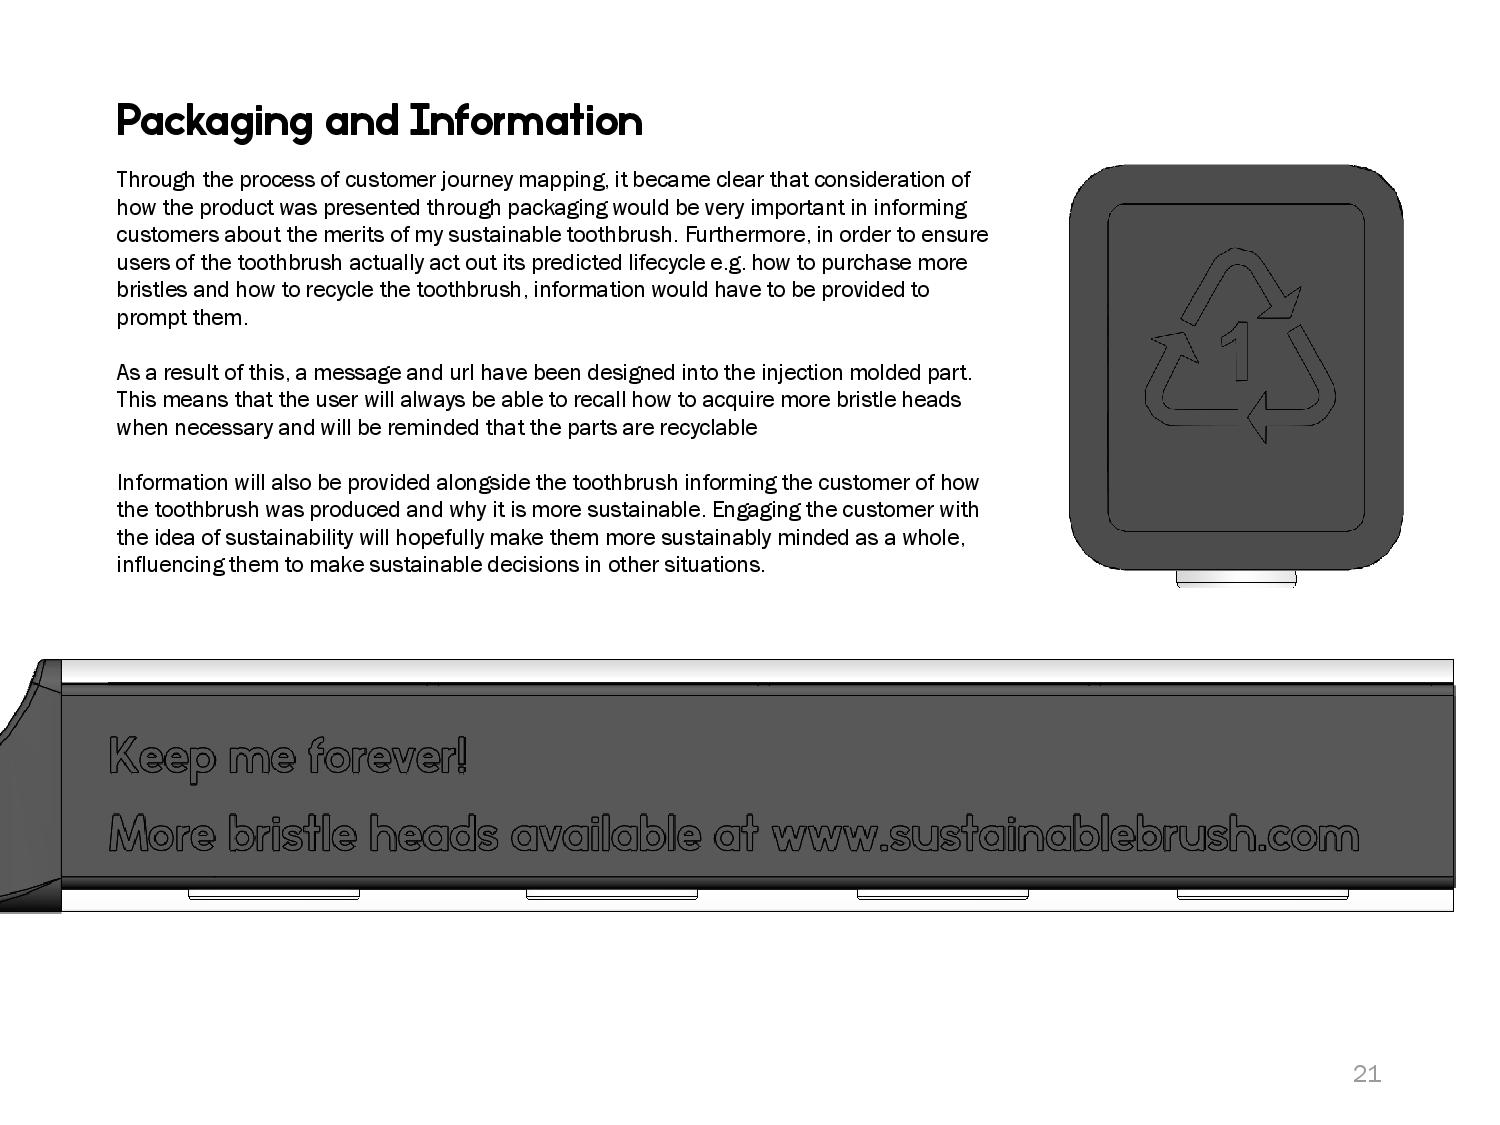 Packaging and Information
Through the process of customer journey mapping, it became clear that consideration of
how the product was presented through packaging would be very important in informing
customers about the merits of my sustainable toothbrush. Furthermore, in order to ensure
users of the toothbrush actually act out its predicted lifecycle e.g. how to purchase more
bristles and how to recycle the toothbrush, information would have to be provided to
prompt them.
As a result of this, a message and url have been designed into the injection molded part.
This means that the user will always be able to recall how to acquire more bristle heads
when necessary and will be reminded that the parts are recyclable
Information will also be provided alongside the toothbrush informing the customer of how
the toothbrush was produced and why it is more sustainable. Engaging the customer with
the idea of sustainability will hopefully make them more sustainably minded as a whole,
influencing them to make sustainable decisions in other situations.
1
Keep me forever!
More bristle heads available at www.sustainablebrush.com
21